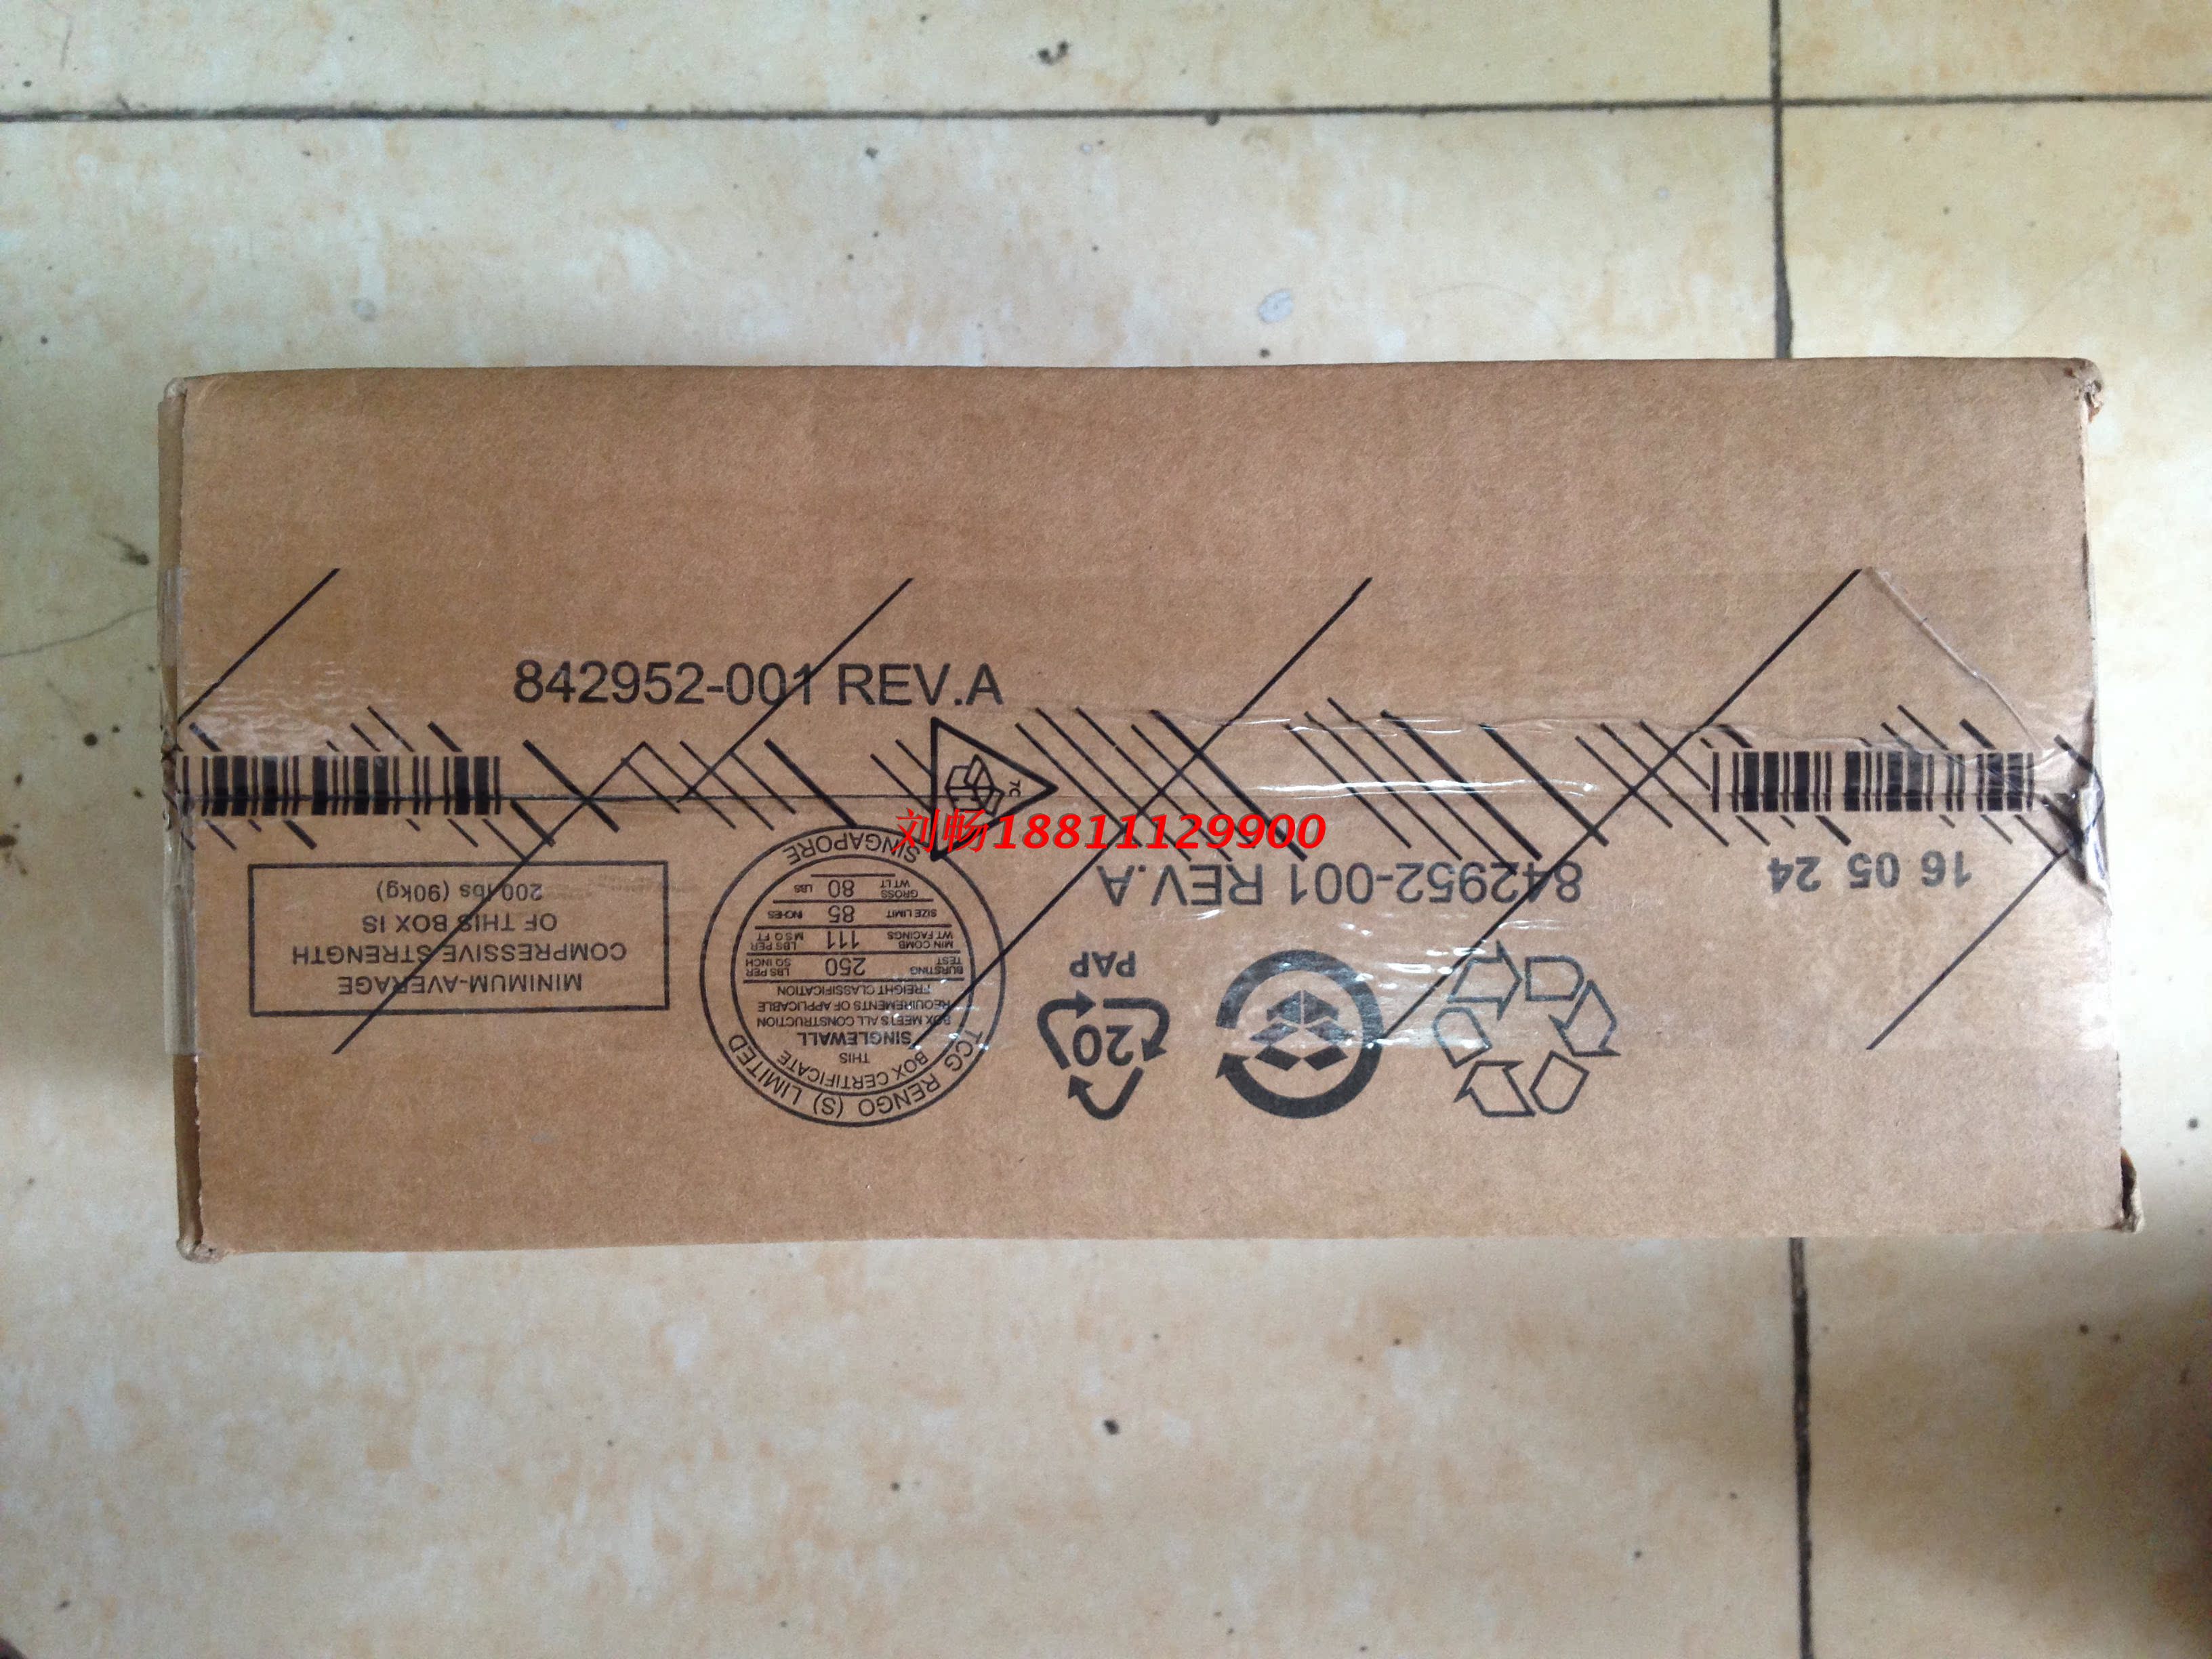 842952-001 REV.A
TC
刘畅18811129900
16 05 24
842952-001 REV.A
20
PAP
TCG RENGO (S) LIMITED
SINGAPORE
BOX CERTIFICATE
THIS
SINGLEWALL
BOX MEETS ALL CONSTRUCTION
REQUIREMENTS OF APPLICABLE
FREIGHT CLASSIFICATION
BURSTING TEST 250 LBS PER SQ INCH
MIN COMB WT FACINGS 111 LBS PER M SQ FT
SIZE LIMIT 85 INCHES
GROSS WT LT 80 LBS
MINIMUM-AVERAGE
COMPRESSIVE STRENGTH
OF THIS BOX IS
200 lbs (90kg)